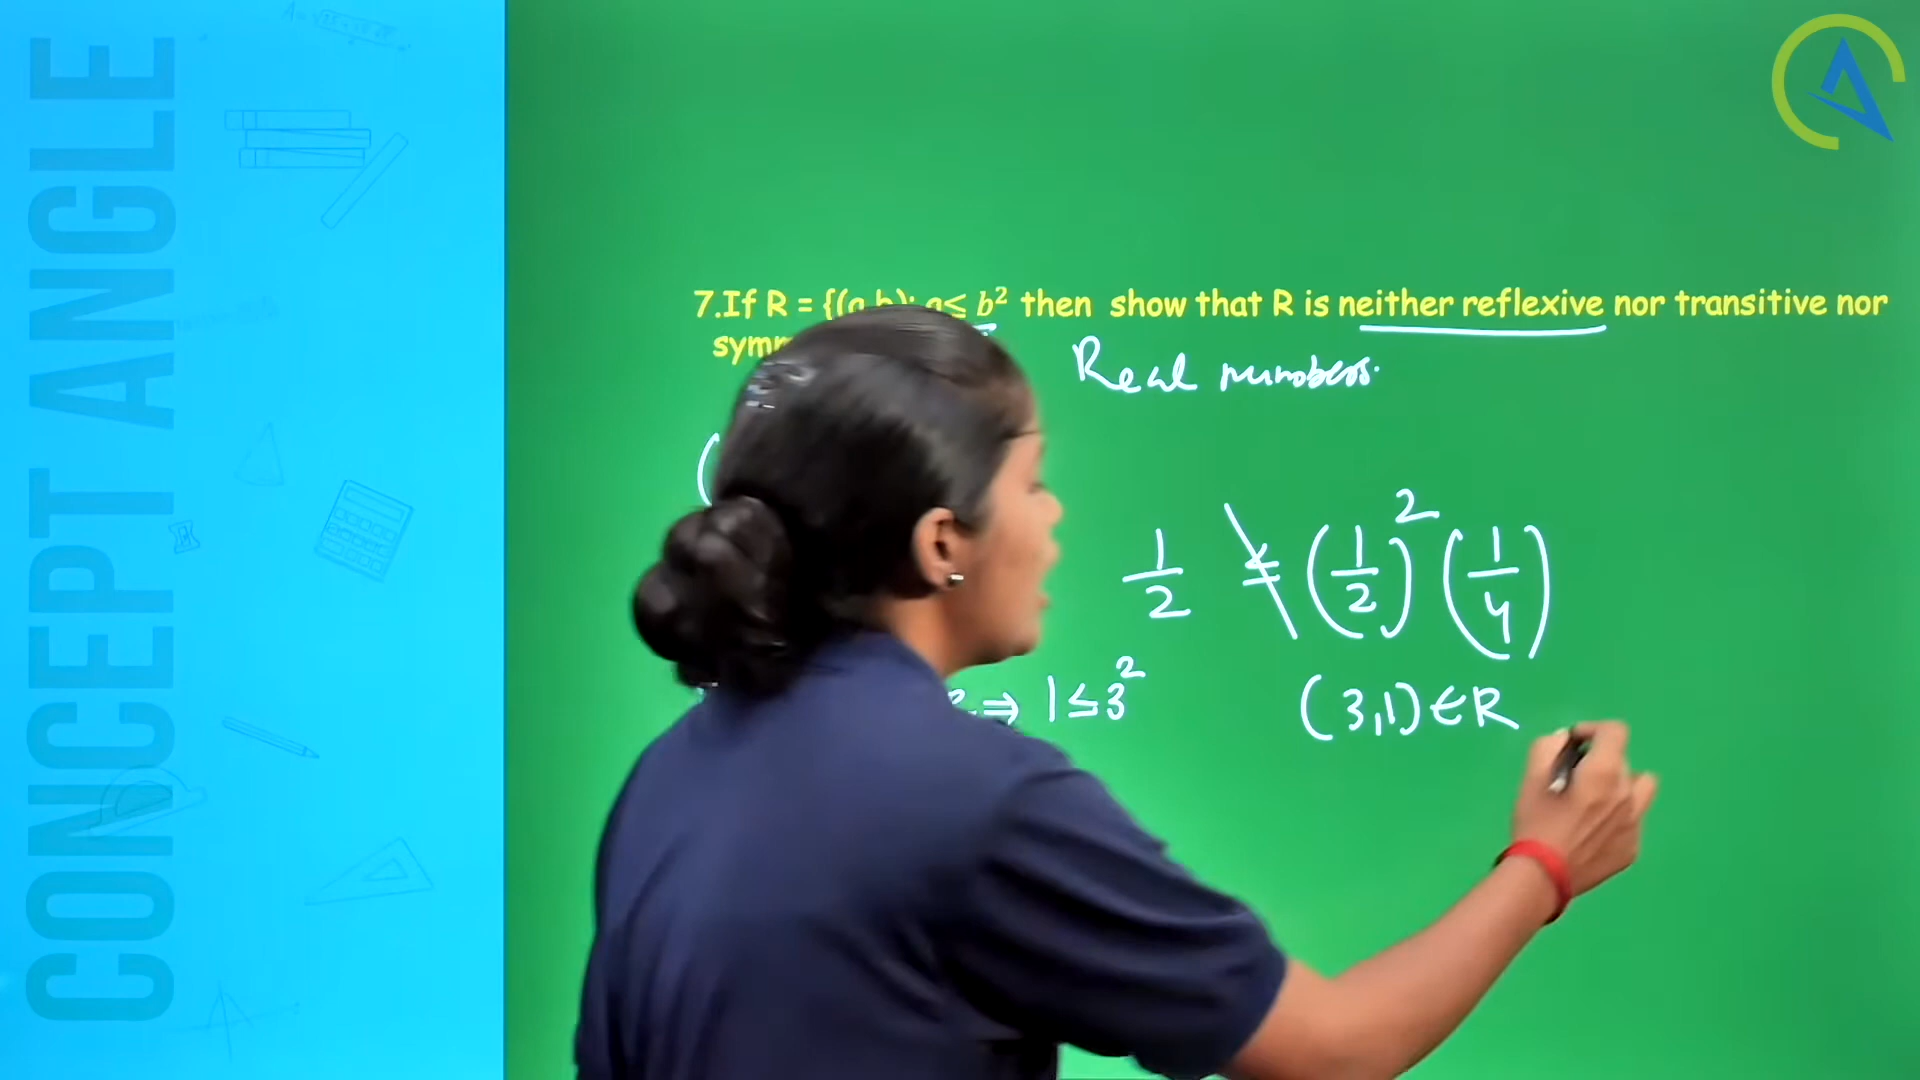 CONCEPT ANGLE
7.If R = {(a,b): a≤ b² then show that R is neither reflexive nor transitive nor
symm
Real numbers.
(
1/2 ≰ (1/2)² (1/4)
⇒ 1≤3² (3,1)∈R